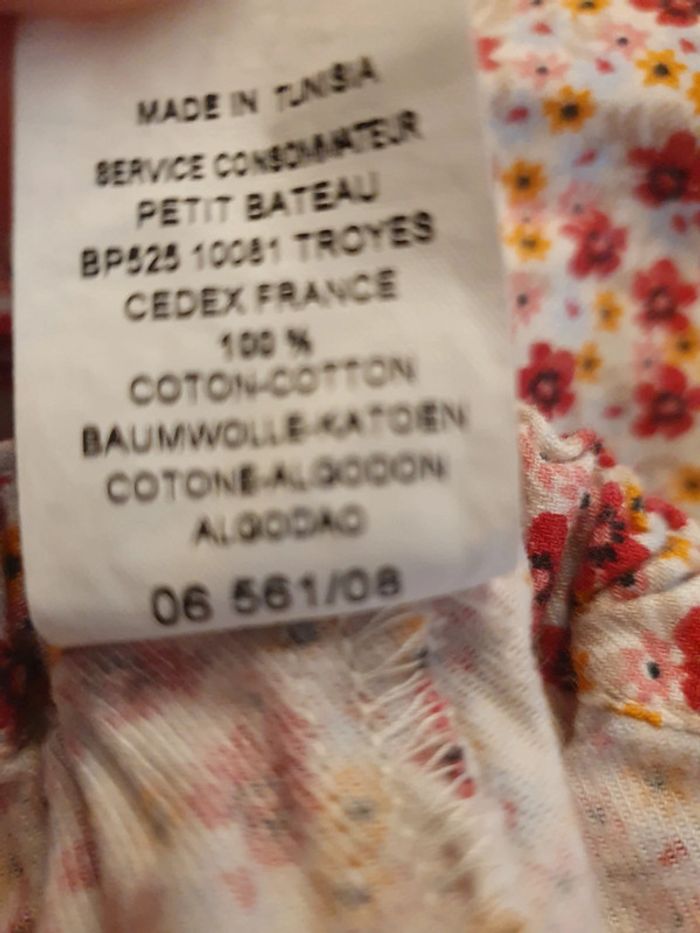 MADE IN TUNISIA
SERVICE CONSOMMATEUR
PETIT BATEAU
BP525 10081 TROYES
CEDEX FRANCE
100 %
COTON-COTTON
BAUMWOLLE-KATOEN
COTONE-ALGODON
ALGODAO
06 561/08